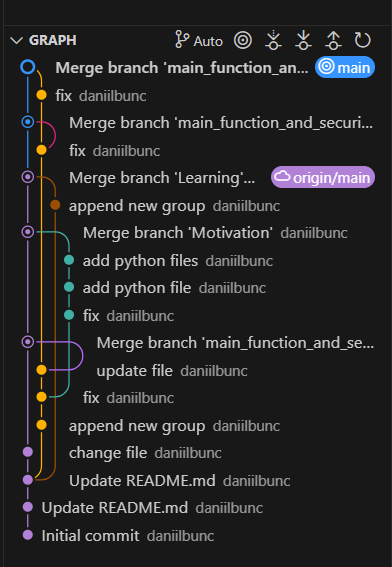 GRAPH Auto
Merge branch 'main_function_an... main
fix daniilbunc
Merge branch 'main_function_and_securi...
fix daniilbunc
Merge branch 'Learning'... origin/main
append new group daniilbunc
Merge branch 'Motivation' daniilbunc
add python files daniilbunc
add python file daniilbunc
fix daniilbunc
Merge branch 'main_function_and_se...
update file daniilbunc
fix daniilbunc
append new group daniilbunc
change file daniilbunc
Update README.md daniilbunc
Update README.md daniilbunc
Initial commit daniilbunc